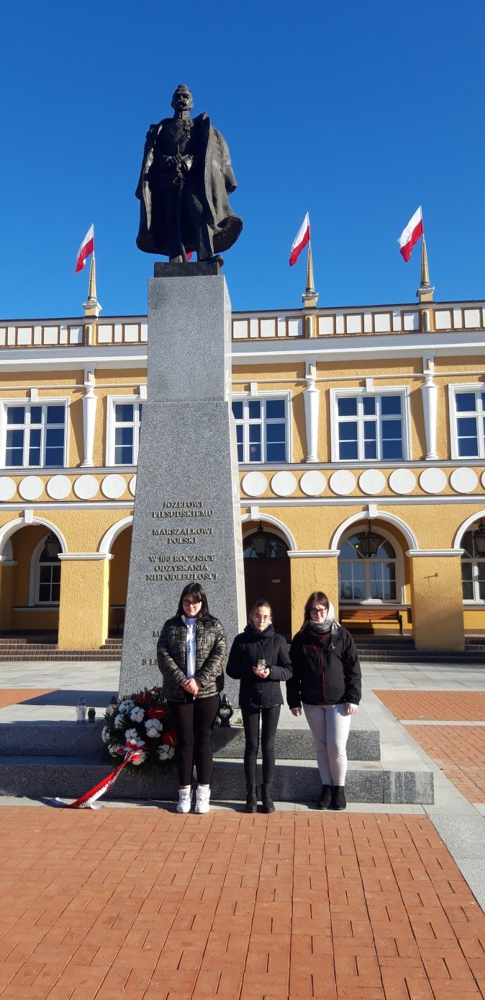 JÓZEFOWI
PIŁSUDSKIEMU
MARSZAŁKOWI
POLSKI
W 100 ROCZNICĘ
ODZYSKANIA
NIEPODLEGŁOŚCI